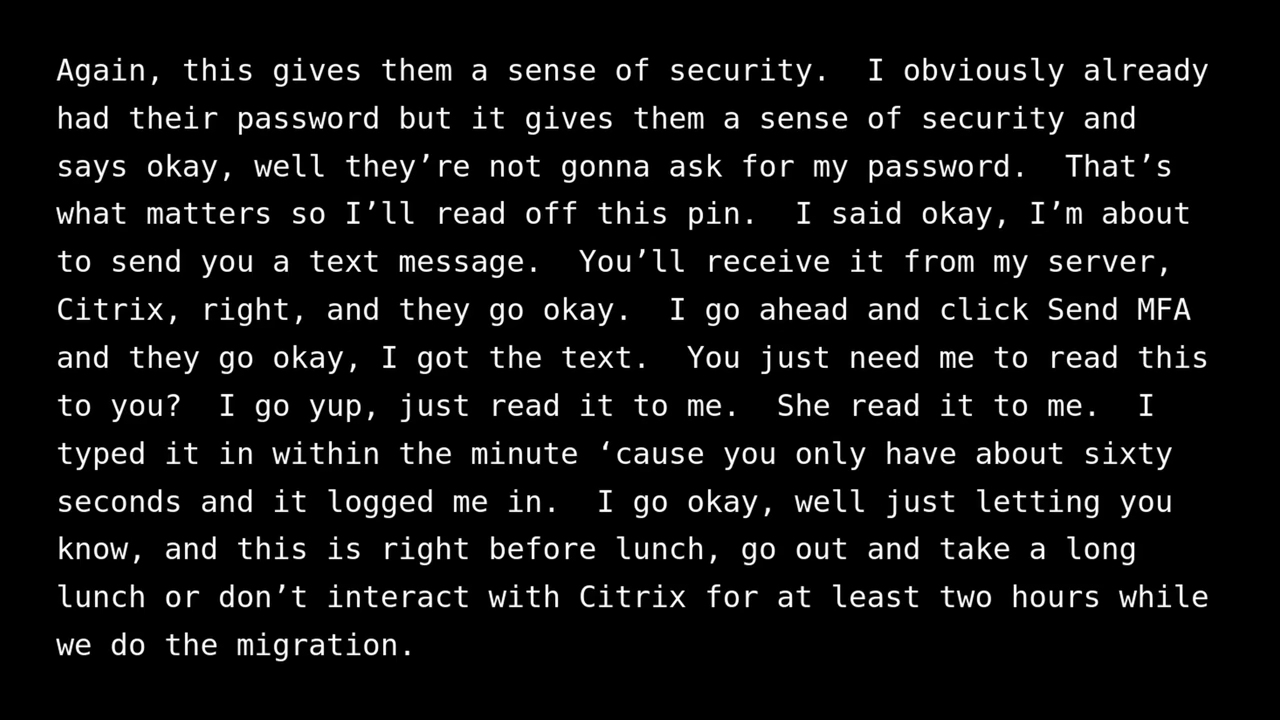 Again, this gives them a sense of security.  I obviously already
had their password but it gives them a sense of security and
says okay, well they’re not gonna ask for my password.  That’s
what matters so I’ll read off this pin.  I said okay, I’m about
to send you a text message.  You’ll receive it from my server,
Citrix, right, and they go okay.  I go ahead and click Send MFA
and they go okay, I got the text.  You just need me to read this
to you?  I go yup, just read it to me.  She read it to me.  I
typed it in within the minute ‘cause you only have about sixty
seconds and it logged me in.  I go okay, well just letting you
know, and this is right before lunch, go out and take a long
lunch or don’t interact with Citrix for at least two hours while
we do the migration.